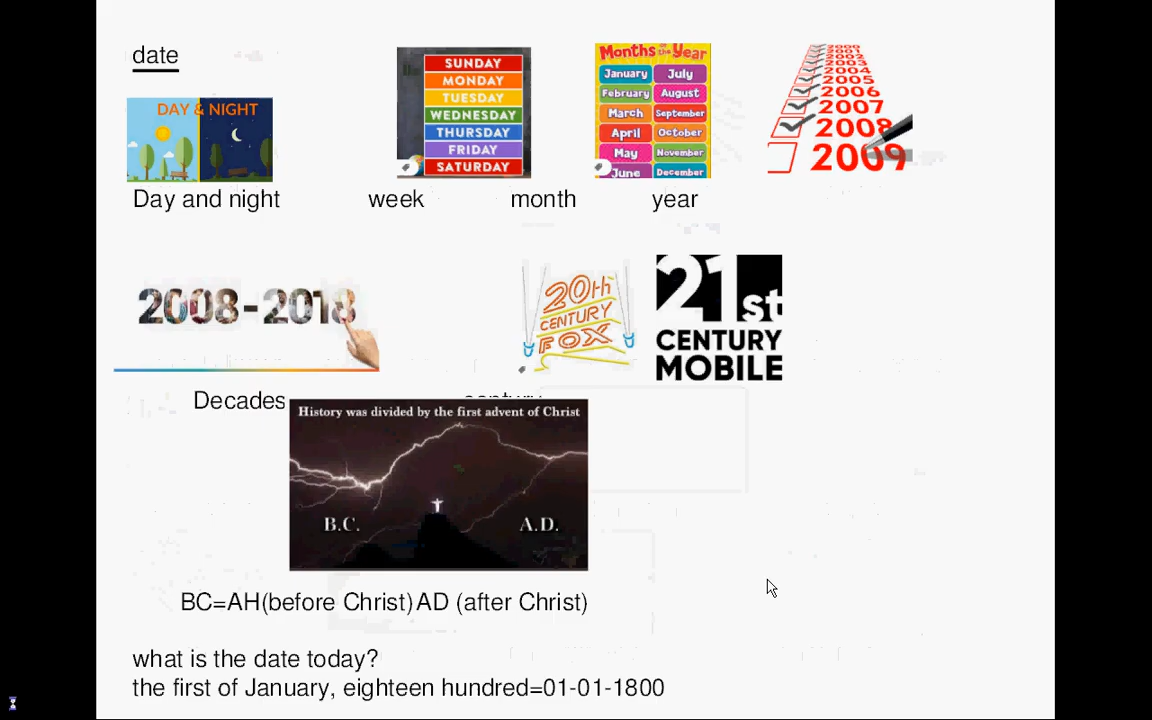 date
DAY & NIGHT
SUNDAY
MONDAY
TUESDAY
WEDNESDAY
THURSDAY
FRIDAY
SATURDAY
Months of the Year
January July
February August
March September
April October
May November
June December
2000
2001
2002
2003
2004
2005
2006
2007
2008
2009
Day and night week month year
2008-2018
20th
CENTURY
FOX
21st
CENTURY
MOBILE
Decades century
History was divided by the first advent of Christ
B.C. A.D.
BC=AH(before Christ)AD (after Christ)
what is the date today?
the first of January, eighteen hundred=01-01-1800